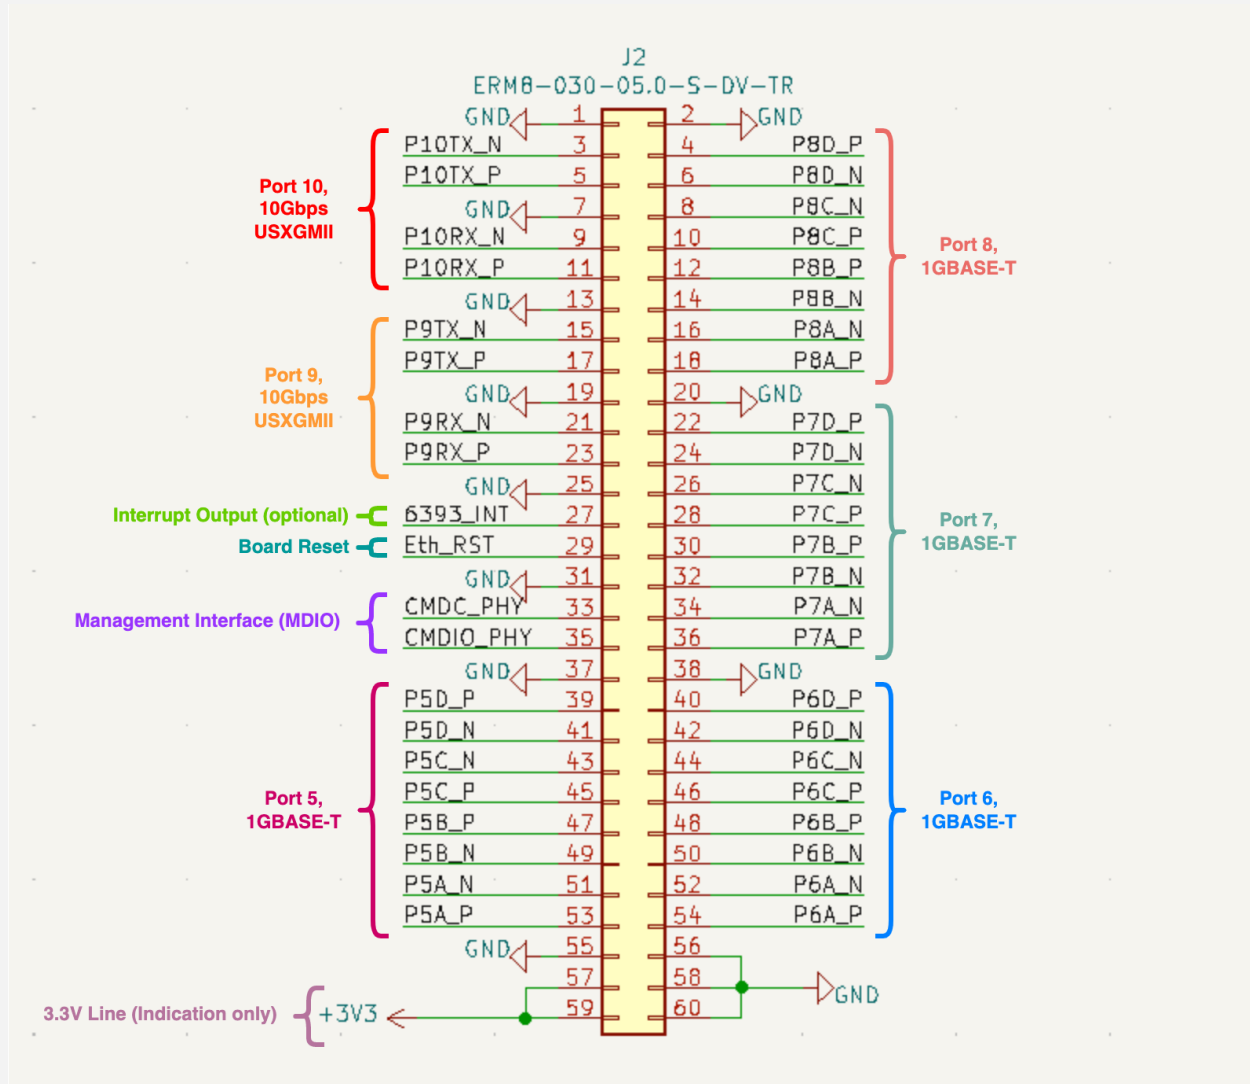 J2
ERM8-030-05.0-S-DV-TR
GND 1 2 GND
P10TX_N 3 4 P8D_P
P10TX_P 5 6 P8D_N
GND 7 8 P8C_N
P10RX_N 9 10 P8C_P
P10RX_P 11 12 P8B_P
GND 13 14 P8B_N
P9TX_N 15 16 P8A_N
P9TX_P 17 18 P8A_P
GND 19 20 GND
P9RX_N 21 22 P7D_P
P9RX_P 23 24 P7D_N
GND 25 26 P7C_N
6393_INT 27 28 P7C_P
Eth_RST 29 30 P7B_P
GND 31 32 P7B_N
CMDC_PHY 33 34 P7A_N
CMDIO_PHY 35 36 P7A_P
GND 37 38 GND
P5D_P 39 40 P6D_P
P5D_N 41 42 P6D_N
P5C_N 43 44 P6C_N
P5C_P 45 46 P6C_P
P5B_P 47 48 P6B_P
P5B_N 49 50 P6B_N
P5A_N 51 52 P6A_N
P5A_P 53 54 P6A_P
GND 55 56
57 58 GND
+3V3 59 60
Port 10,
10Gbps
USXGMII
Port 9,
10Gbps
USXGMII
Interrupt Output (optional)
Board Reset
Management Interface (MDIO)
Port 5,
1GBASE-T
3.3V Line (Indication only)
Port 8,
1GBASE-T
Port 7,
1GBASE-T
Port 6,
1GBASE-T